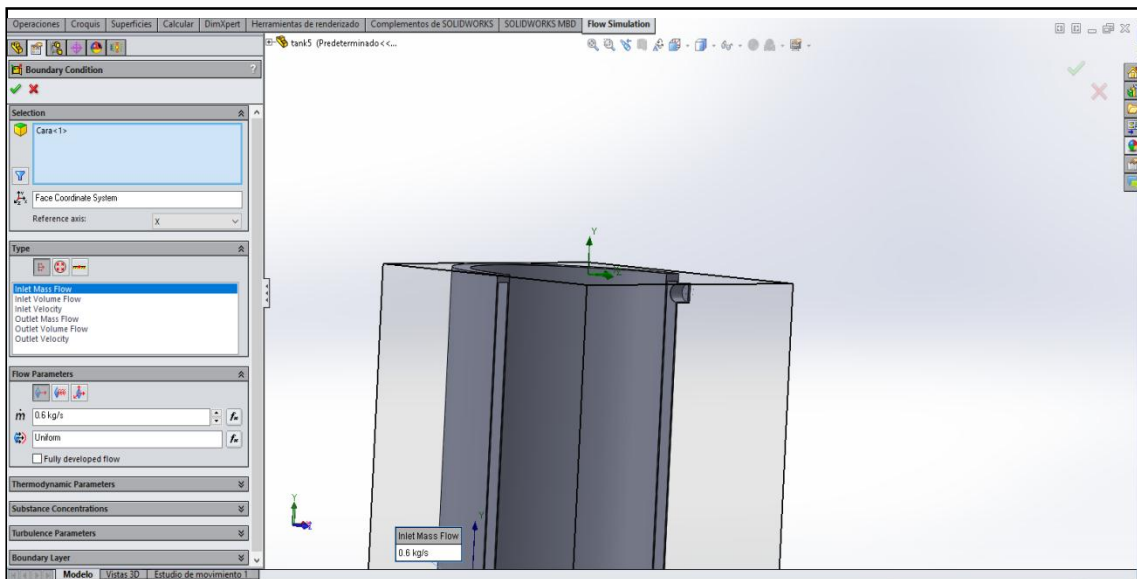 Operaciones Croquis Superficies Calcular DimXpert Herramientas de renderizado Complementos de SOLIDWORKS SOLIDWORKS MBD Flow Simulation
tank5 (Predeterminado<<...
Boundary Condition ?
Selection
Cara<1>
Face Coordinate System
Reference axis: X
Type
Inlet Mass Flow
Inlet Volume Flow
Inlet Velocity
Outlet Mass Flow
Outlet Volume Flow
Outlet Velocity
Flow Parameters
ṁ 0.6 kg/s
Uniform
Fully developed flow
Thermodynamic Parameters
Substance Concentrations
Turbulence Parameters
Boundary Layer
Y
Y
Y
Inlet Mass Flow
0.6 kg/s
Modelo Vistas 3D Estudio de movimiento 1